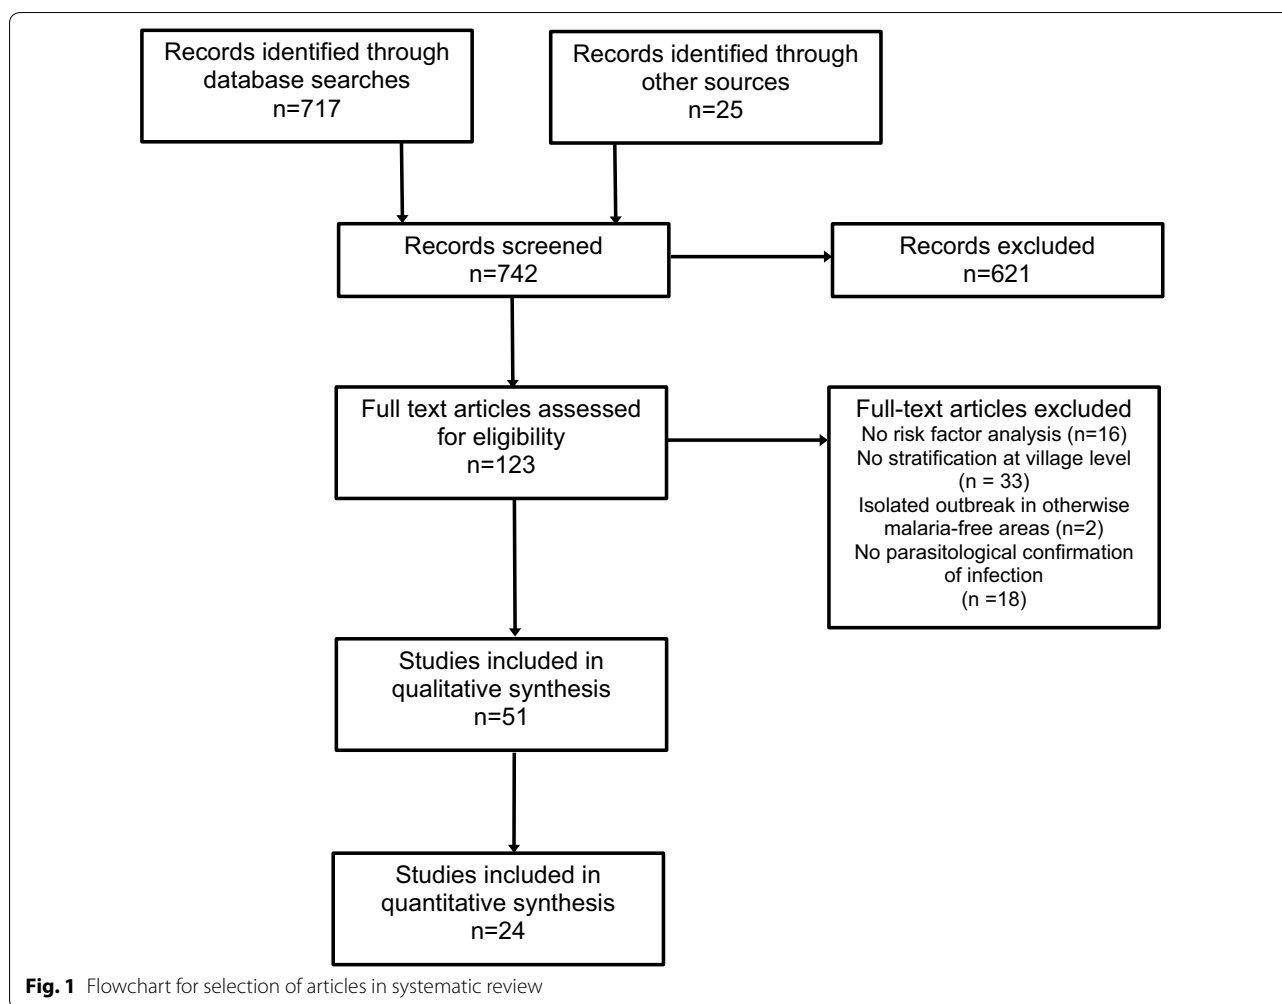 Records identified through
database searches
n=717
Records identified through
other sources
n=25
Records screened
n=742
Records excluded
n=621
Full text articles assessed
for eligibility
n=123
Full-text articles excluded
No risk factor analysis (n=16)
No stratification at village level
(n = 33)
Isolated outbreak in otherwise
malaria-free areas (n=2)
No parasitological confirmation
of infection
(n =18)
Studies included in
qualitative synthesis
n=51
Studies included in
quantitative synthesis
n=24
Fig. 1 Flowchart for selection of articles in systematic review